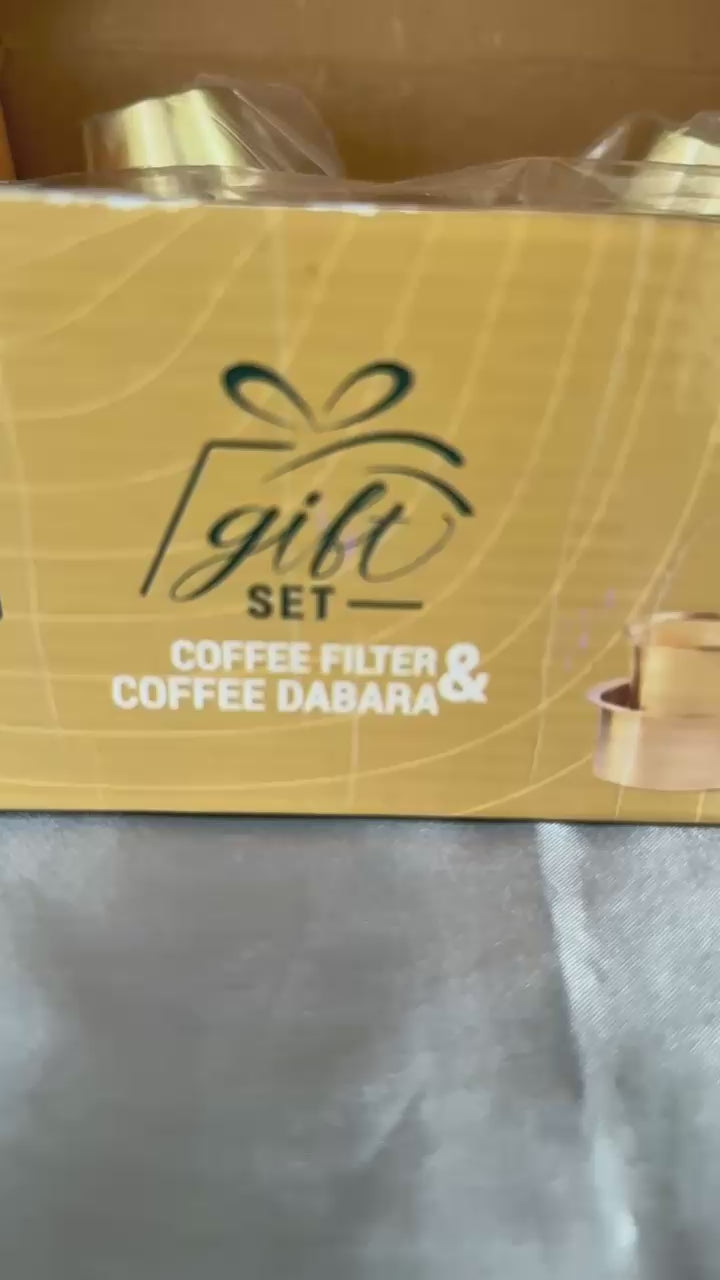 gift
SET
COFFEE FILTER &
COFFEE DABARA